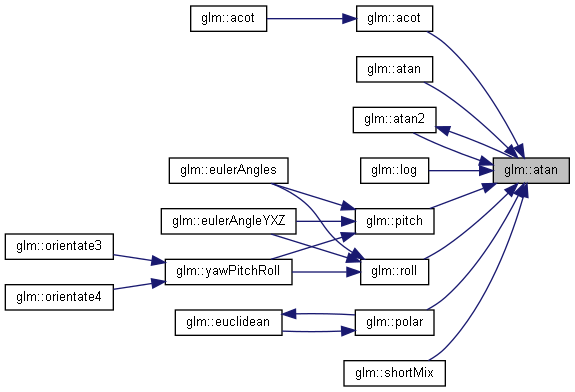 glm::acot
glm::acot
glm::atan
glm::atan2
glm::log
glm::atan
glm::eulerAngles
glm::eulerAngleYXZ
glm::pitch
glm::orientate3
glm::yawPitchRoll
glm::roll
glm::orientate4
glm::euclidean
glm::polar
glm::shortMix